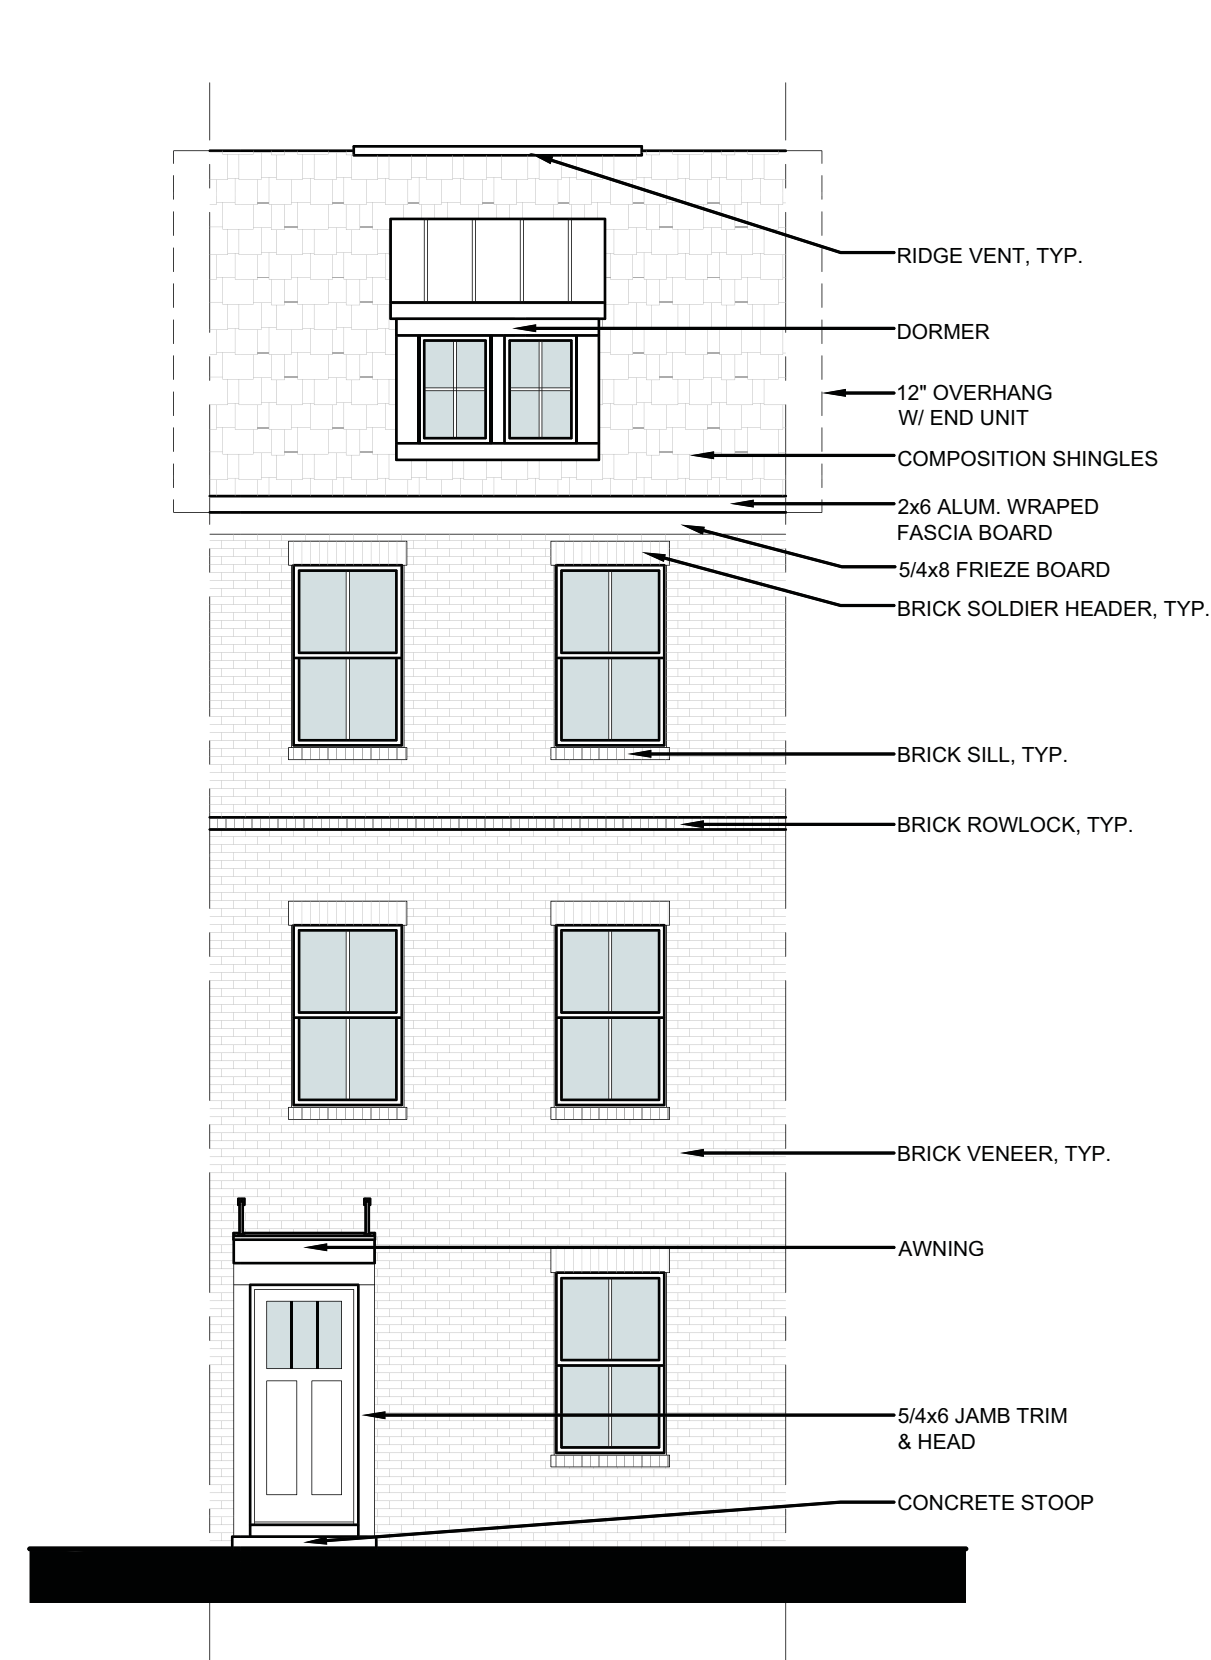 RIDGE VENT, TYP.
DORMER
12" OVERHANG
W/ END UNIT
COMPOSITION SHINGLES
2x6 ALUM. WRAPED
FASCIA BOARD
5/4x8 FRIEZE BOARD
BRICK SOLDIER HEADER, TYP.
BRICK SILL, TYP.
BRICK ROWLOCK, TYP.
BRICK VENEER, TYP.
AWNING
5/4x6 JAMB TRIM
& HEAD
CONCRETE STOOP